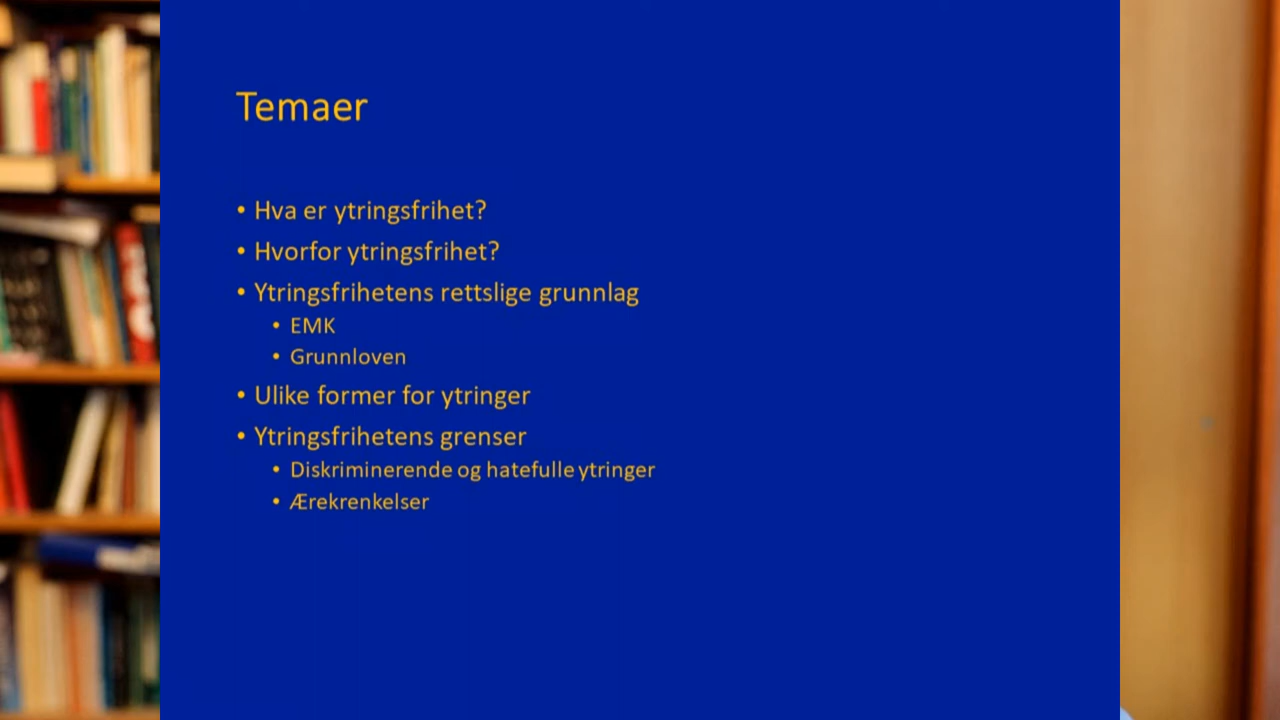 Temaer
• Hva er ytringsfrihet?
• Hvorfor ytringsfrihet?
• Ytringsfrihetens rettslige grunnlag
• EMK
• Grunnloven
• Ulike former for ytringer
• Ytringsfrihetens grenser
• Diskriminerende og hatefulle ytringer
• Ærekrenkelser